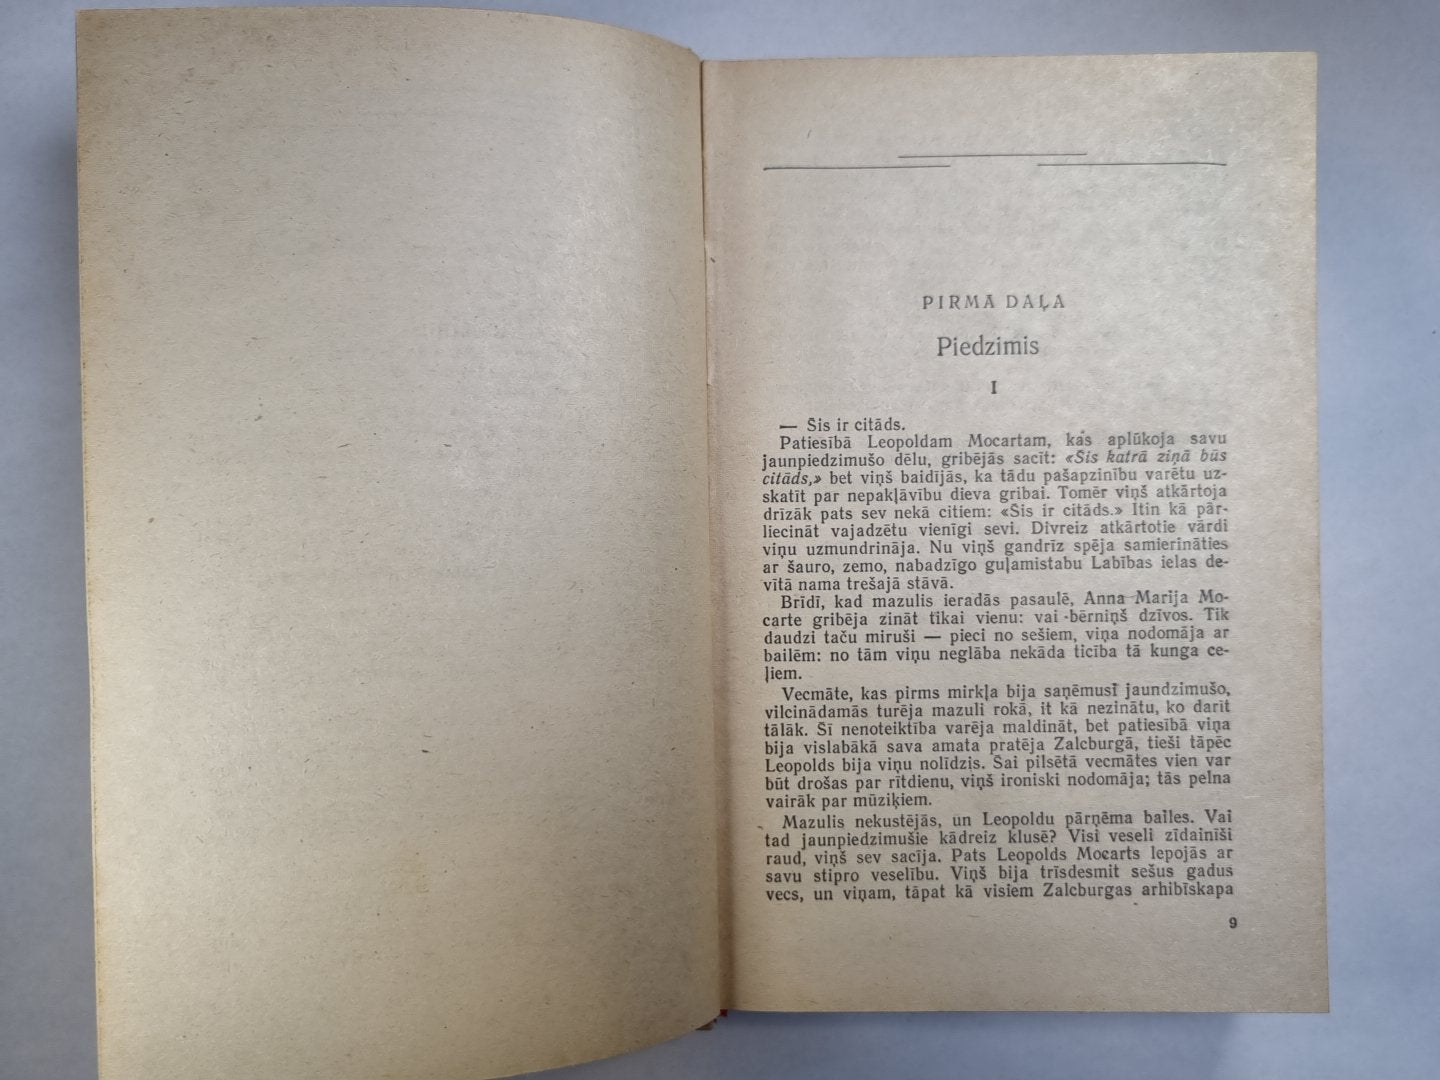 PIRMĀ DAĻA
Piedzimis
I
— Šis ir citāds.
Patiesībā Leopoldam Mocartam, kas aplūkoja savu
jaunpiedzimušo dēlu, gribējās sacīt: «Šis katrā ziņā būs
citāds,» bet viņš baidījās, ka tādu pašapzinību varētu uz-
skatīt par nepakļāvību dieva gribai. Tomēr viņš atkārtoja
drīzāk pats sev nekā citiem: «Šis ir citāds.» Itin kā pār-
liecināt vajadzētu vienīgi sevi. Divreiz atkārtotie vārdi
viņu uzmundrināja. Nu viņš gandrīz spēja samierināties
ar šauro, zemo, nabadzīgo guļamistabu Labības ielas de-
vītā nama trešajā stāvā.
Brīdī, kad mazulis ieradās pasaulē, Anna Marija Mo-
carte gribēja zināt tikai vienu: vai bērniņš dzīvos. Tik
daudzi taču miruši — pieci no sešiem, viņa nodomāja ar
bailēm: no tām viņu neglāba nekāda ticība tā kunga ce-
ļiem.
Vecmāte, kas pirms mirkļa bija saņēmusi jaundzimušo,
vilcinādamās turēja mazuli rokā, it kā nezinātu, ko darīt
tālāk. Šī nenoteiktība varēja maldināt, bet patiesībā viņa
bija vislabākā sava amata pratēja Zalcburgā, tieši tāpēc
Leopolds bija viņu nolīdzis. Šai pilsētā vecmātes vien var
būt drošas par rītdienu, viņš ironiski nodomāja; tās pelna
vairāk par mūziķiem.
Mazulis nekustējās, un Leopoldu pārņēma bailes. Vai
tad jaunpiedzimušie kādreiz klusē? Visi veseli zīdainīši
raud, viņš sev sacīja. Pats Leopolds Mocarts lepojās ar
savu stipro veselību. Viņš bija trīsdesmit sešus gadus
vecs, un viņam, tāpat kā visiem Zalcburgas arhibīskapa
9